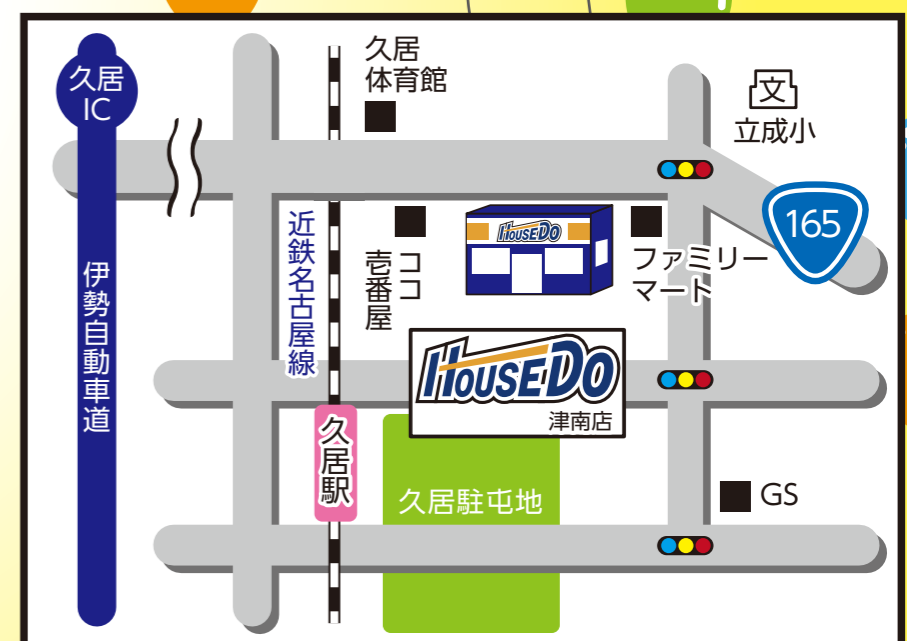 久居
IC
久居
体育館
文
立成小
165
HOUSEDO
近鉄名古屋線
ココ
壱番屋
ファミリー
マート
伊勢自動車道
HOUSEDO
津南店
久居駅
久居駐屯地
GS